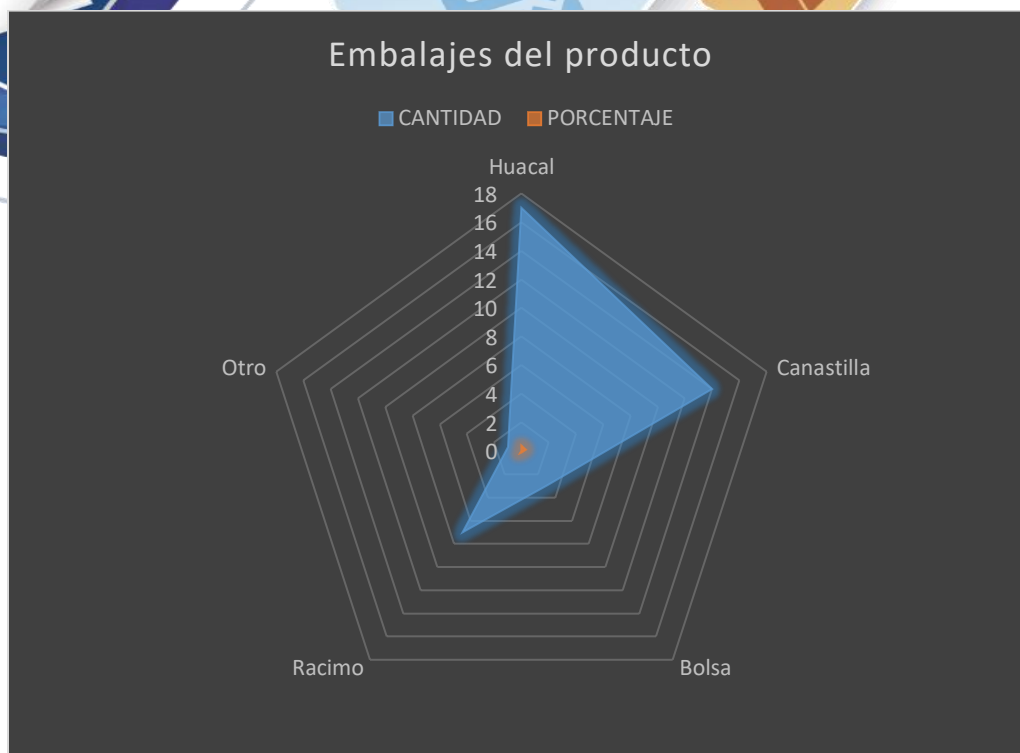 Embalajes del producto
CANTIDAD PORCENTAJE
Huacal
18
16
14
12
10
8
6
4
2
0
Otro
Canastilla
Racimo
Bolsa